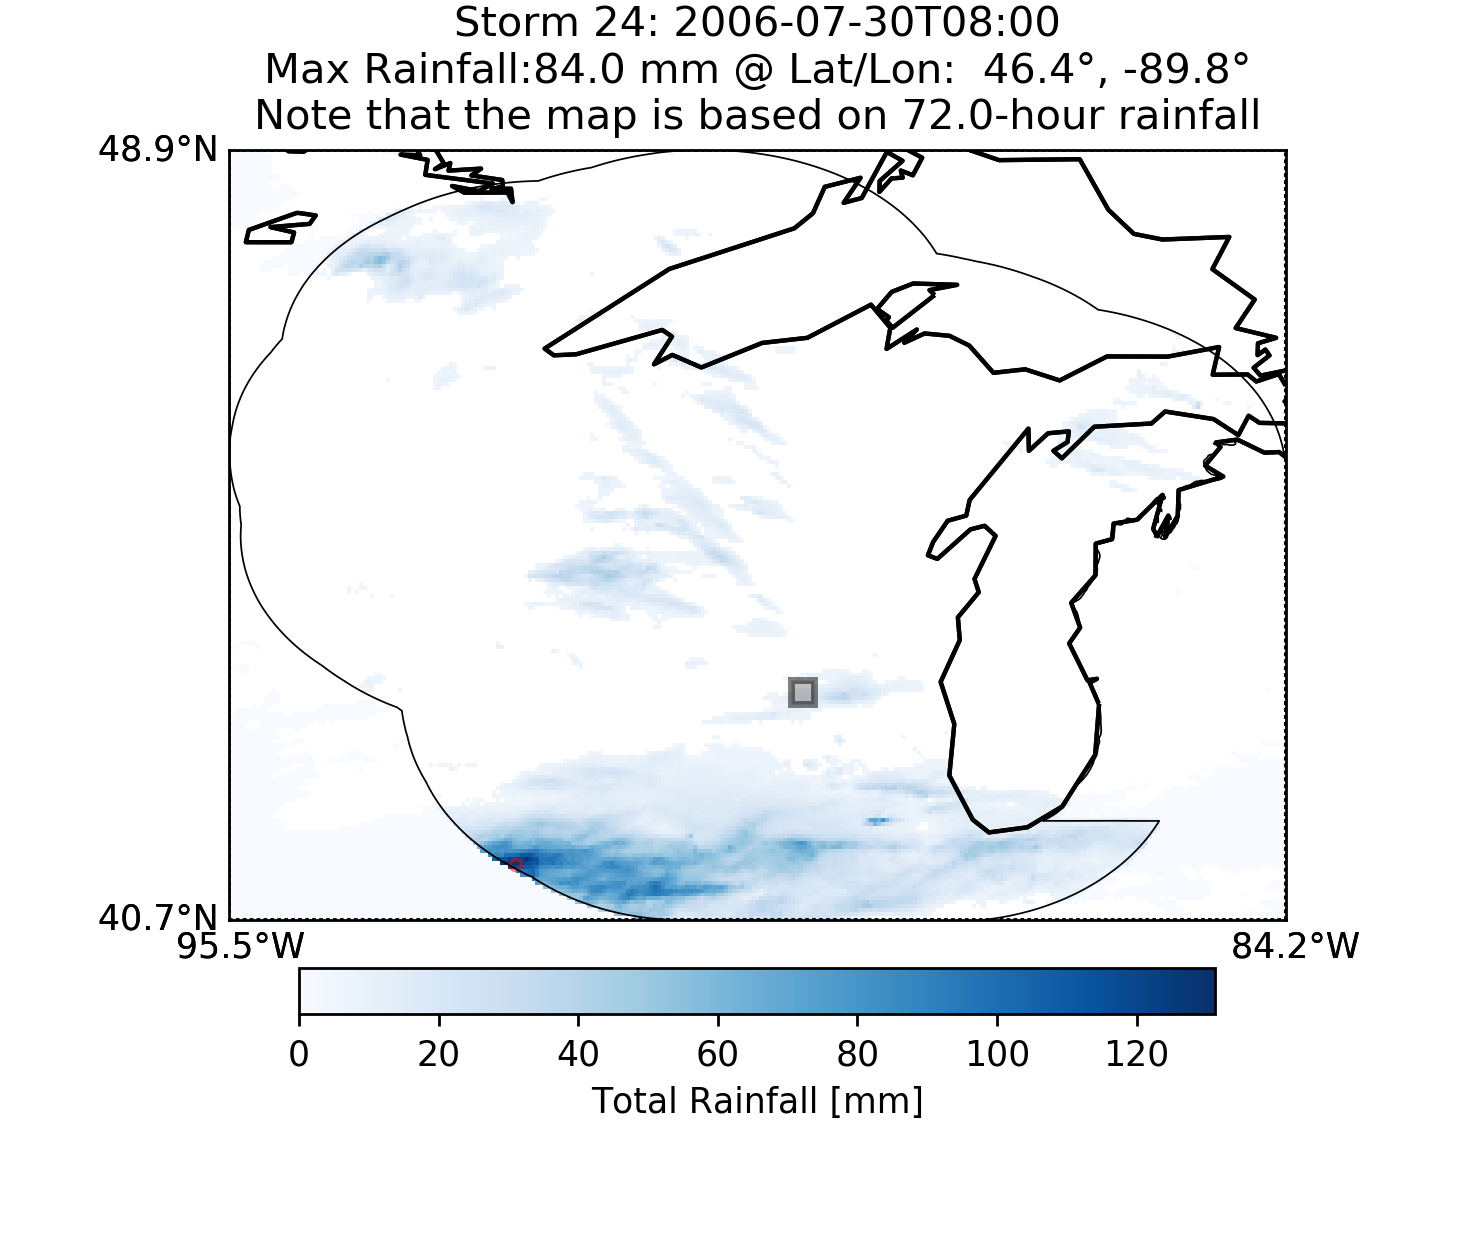 Storm 24: 2006-07-30T08:00
Max Rainfall:84.0 mm @ Lat/Lon:  46.4°, -89.8°
Note that the map is based on 72.0-hour rainfall
48.9°N
40.7°N
95.5°W
84.2°W
0 20 40 60 80 100 120
Total Rainfall [mm]